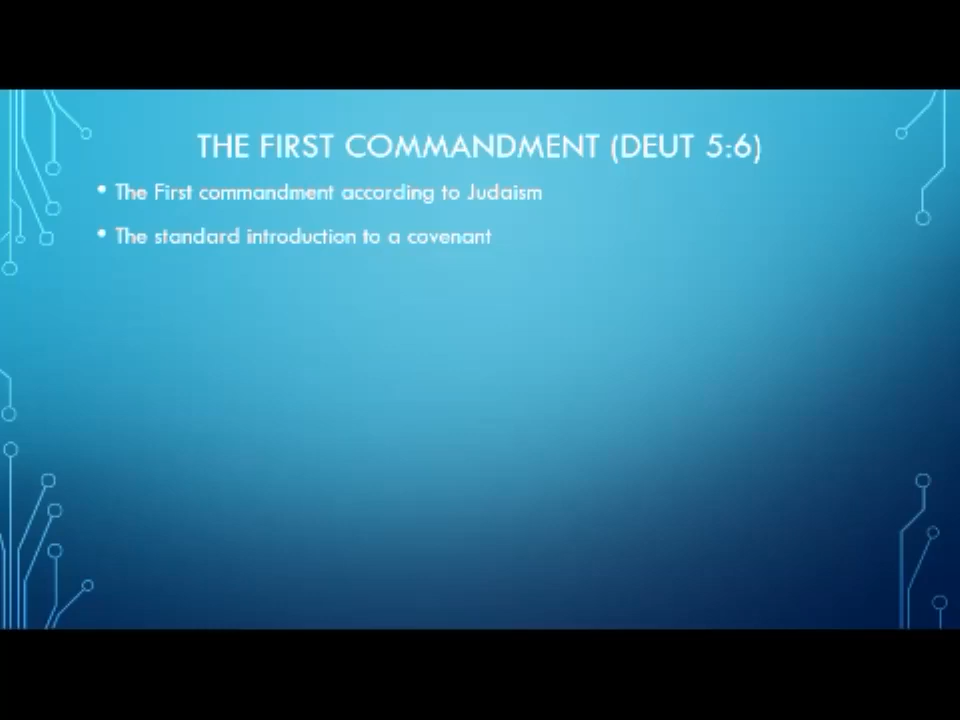 THE FIRST COMMANDMENT (DEUT 5:6)
• The First commandment according to Judaism
• The standard introduction to a covenant